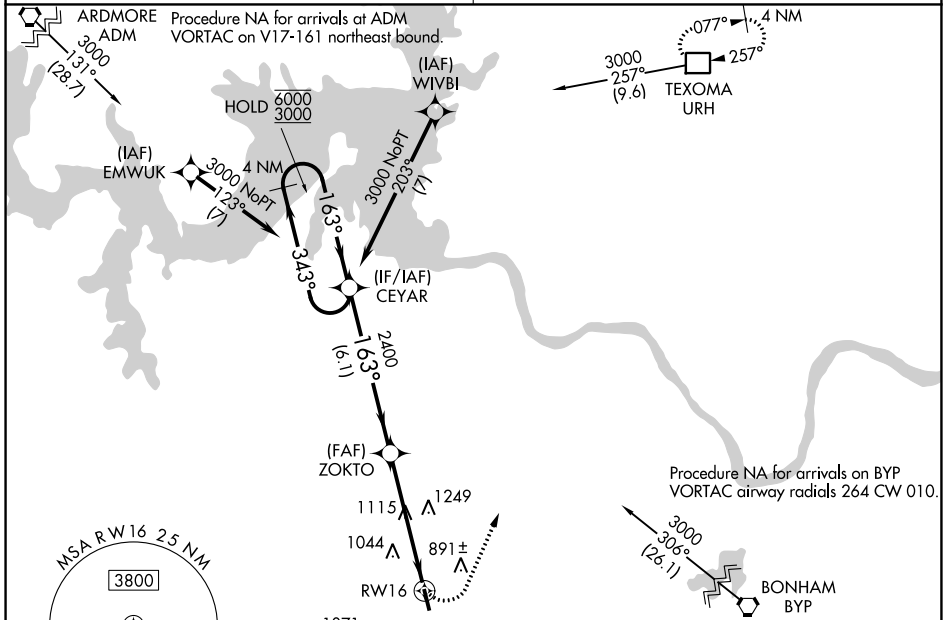 ARDMORE
ADM
Procedure NA for arrivals at ADM
VORTAC on V17-161 northeast bound.
3000
131°
(28.7)
HOLD 6000
3000
(IAF)
WIVBI
3000
257°
(9.6)
077°
4 NM
257°
TEXOMA
URH
(IAF)
EMWUK
3000 NoPT
123°
(7)
4 NM
163°
343°
3000 NoPT
203°
(7)
(IF/IAF)
CEYAR
2400
163°
(6.1)
(FAF)
ZOKTO
Procedure NA for arrivals on BYP
VORTAC airway radials 264 CW 010.
1115
1249
1044
891±
RW16
3000
306°
(26.1)
BONHAM
BYP
MSA RW16 25 NM
3800